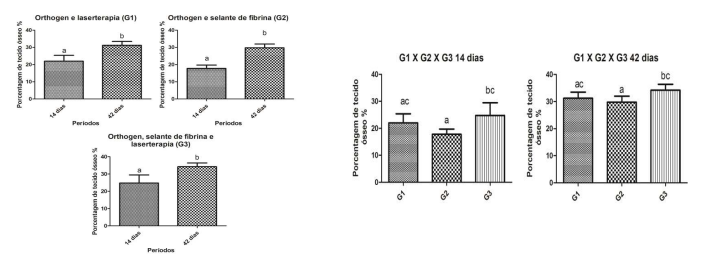 Orthogen e laserterapia (G1)
Porcentagem de tecido ósseo %
40
30
20
10
0
a
b
14 dias
42 dias
Períodos
Orthogen e selante de fibrina (G2)
Porcentagem de tecido ósseo %
40
30
20
10
0
a
b
14 dias
42 dias
Períodos
Orthogen, selante de fibrina e
laserterapia (G3)
Porcentagem de tecido ósseo %
40
30
20
10
0
a
b
14 dias
42 dias
Períodos
G1 X G2 X G3 14 dias
Porcentagem de tecido
ósseo %
40
30
20
10
0
ac
a
bc
G1
G2
G3
G1 X G2 X G3 42 dias
Porcentagem de tecido
ósseo %
40
30
20
10
0
ac
a
bc
G1
G2
G3